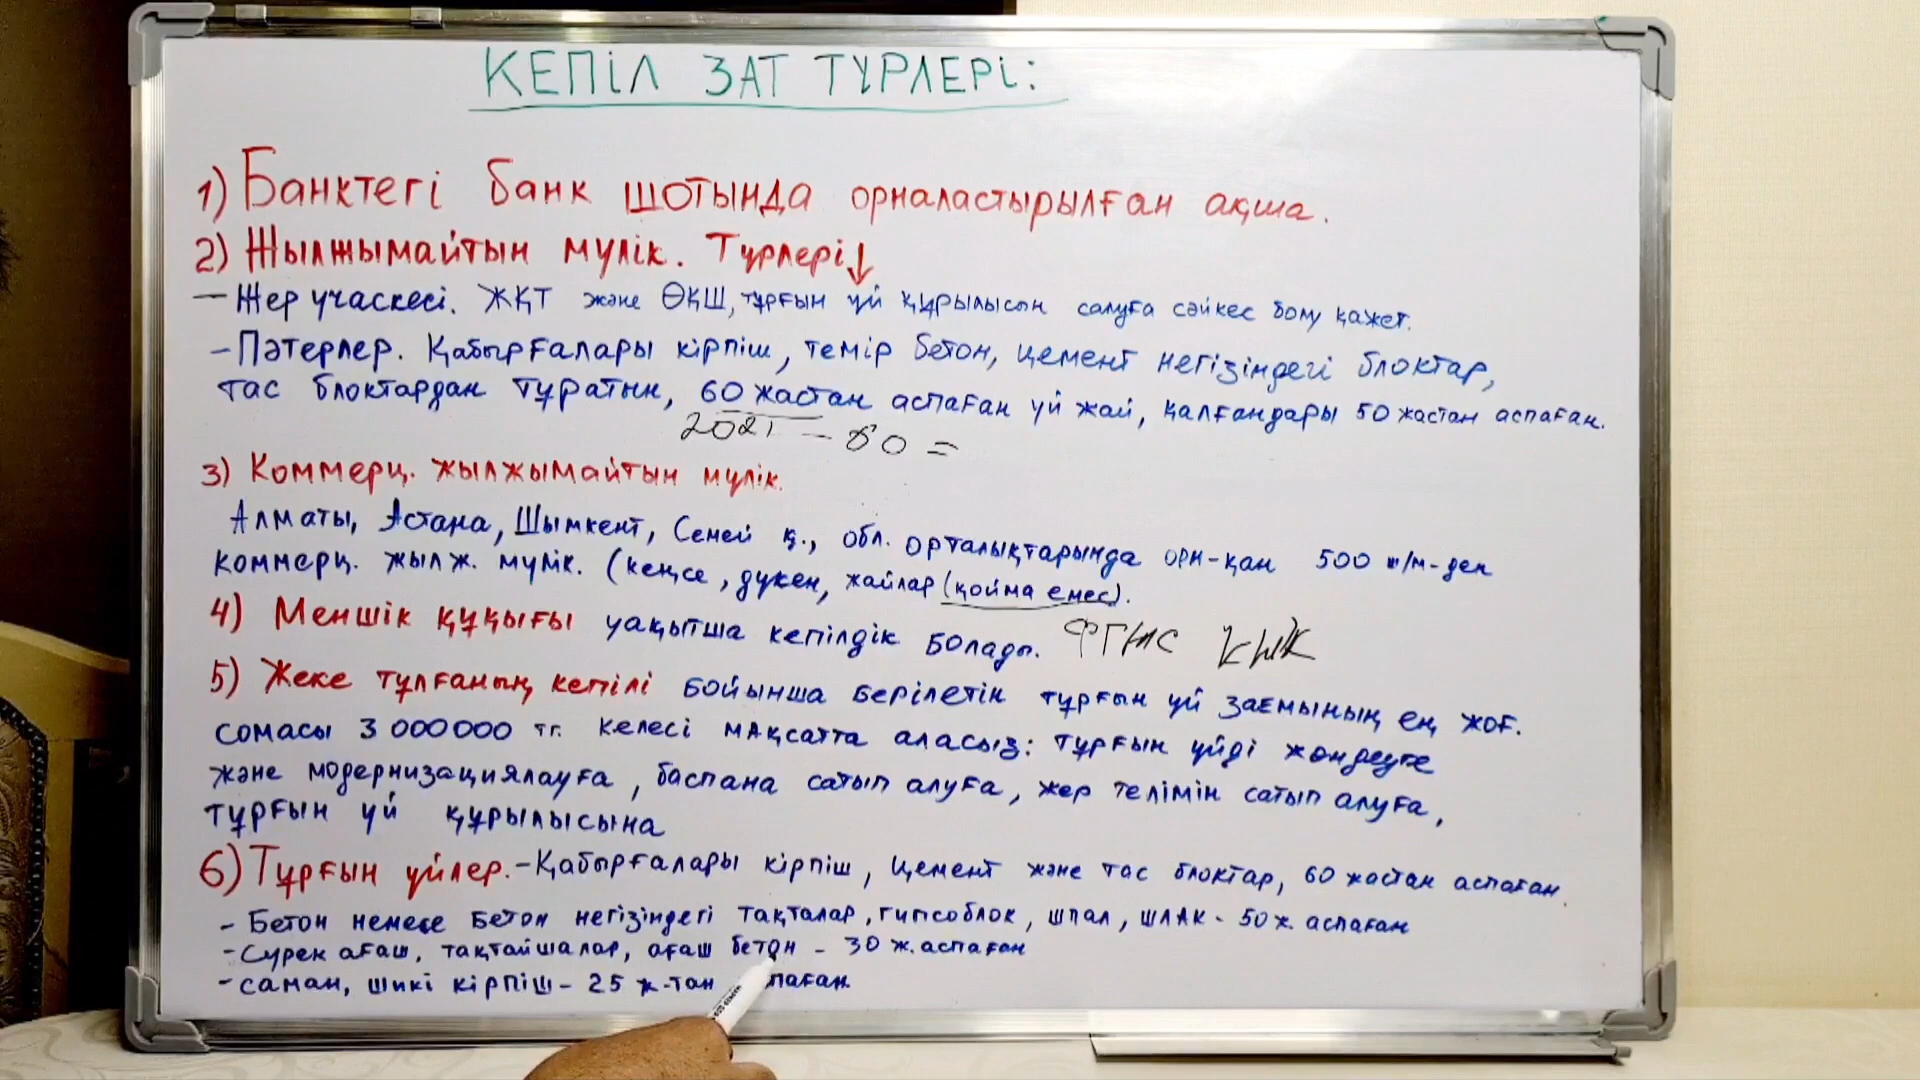 КЕПІЛ ЗАТ ТҮРЛЕРІ:
1) Банктегі банк шотында орналастырылған ақша.
2) Жылжымайтын мүлік. Түрлері↓
— Жер учаскесі. ЖҚТ және ӨҚШ, тұрғын үй құрылысын салуға сәйкес болу қажет.
- Пәтерлер. Қабырғалары кірпіш, темір бетон, цемент негізіндегі блоктар,
тас блоктардан тұратын, 60 жастан аспаған үй жай, қалғандары 50 жастан аспаған.
2021 - 60 =
3) Коммерц. жылжымайтын мүлік.
Алматы, Астана, Шымкент, Семей қ., обл. орталықтарында орн-қан 500 ш/м-ден
коммерц. жылж. мүлік. (кеңсе, дүкен, жайлар (қойма емес).
4) Меншік құқығы уақытша кепілдік болады.
5) Жеке тұлғаның кепілі бойынша берілетін тұрғын үй заемының ең жоғ.
сомасы 3 000 000 тг. келесі мақсатта аласыз: тұрғын үйді жөндеуге
және модернизациялауға, баспана сатып алуға, жер телімін сатып алуға,
тұрғын үй құрылысына
6) Тұрғын үйлер. - Қабырғалары кірпіш, цемент және тас блоктар, 60 жастан аспаған.
- Бетон немесе бетон негізіндегі тақталар, гипсоблок, шпал, шлак - 50 ж. аспаған
- Сүрек ағаш, тақтайшалар, ағаш бетон - 30 ж. аспаған
- саман, шикі кірпіш - 25 ж-тан паған